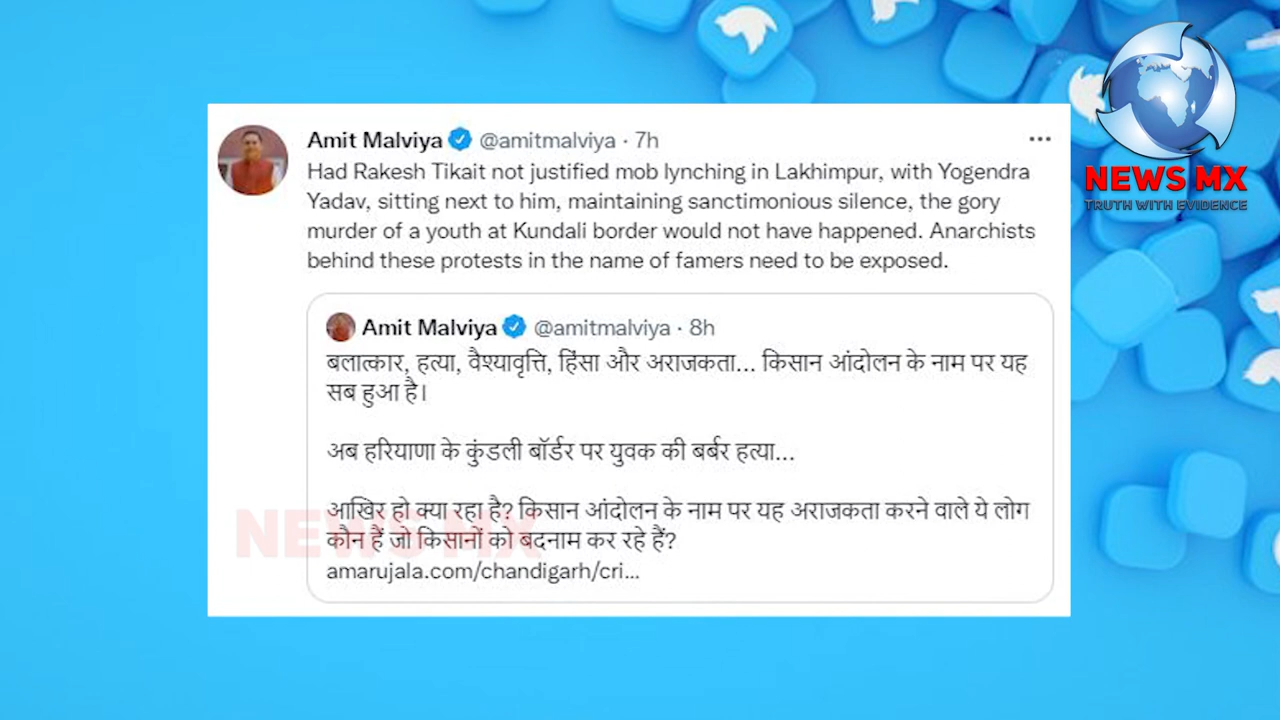 NEWS MX
TRUTH WITH EVIDENCE
Amit Malviya @amitmalviya · 7h
Had Rakesh Tikait not justified mob lynching in Lakhimpur, with Yogendra
Yadav, sitting next to him, maintaining sanctimonious silence, the gory
murder of a youth at Kundali border would not have happened. Anarchists
behind these protests in the name of famers need to be exposed.
Amit Malviya @amitmalviya · 8h
बलात्कार, हत्या, वैश्यावृत्ति, हिंसा और अराजकता... किसान आंदोलन के नाम पर यह
सब हुआ है।
अब हरियाणा के कुंडली बॉर्डर पर युवक की बर्बर हत्या...
आखिर हो क्या रहा है? किसान आंदोलन के नाम पर यह अराजकता करने वाले ये लोग
कौन हैं जो किसानों को बदनाम कर रहे हैं?
amarujala.com/chandigarh/cri...
NEWS MX